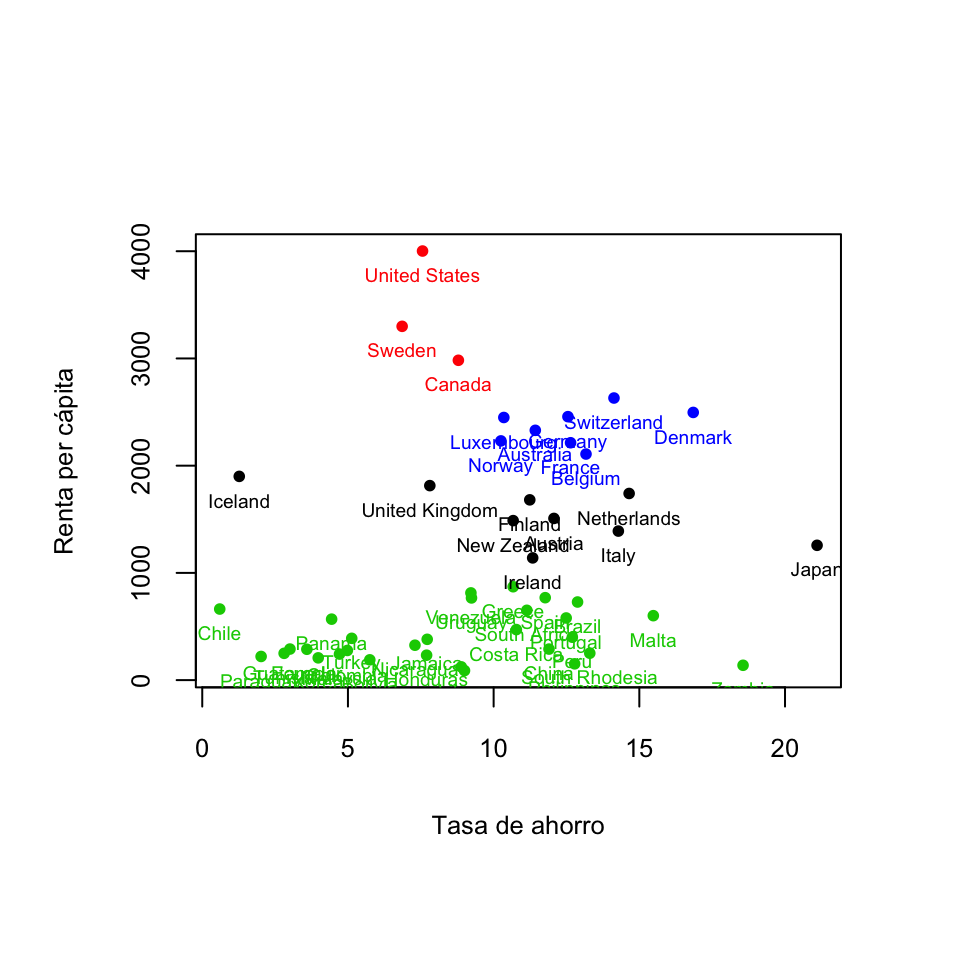 4000
United States
Sweden
3000
Canada
Switzerland
Denmark
Luxembourg
Germany
Australia
Norway
France
2000
Belgium
Iceland
United Kingdom
Netherlands
Finland
New Zealand
Austria
Italy
Japan
Ireland
1000
Greece
Venezuela
Uruguay
Spain
Brazil
Chile
South Africa
Malta
Panama
Portugal
Costa Rica
Peru
Turkey
Jamaica
Nicaragua
China
South Rhodesia
Honduras
0
0
5
10
15
20
Renta per cápita
Tasa de ahorro